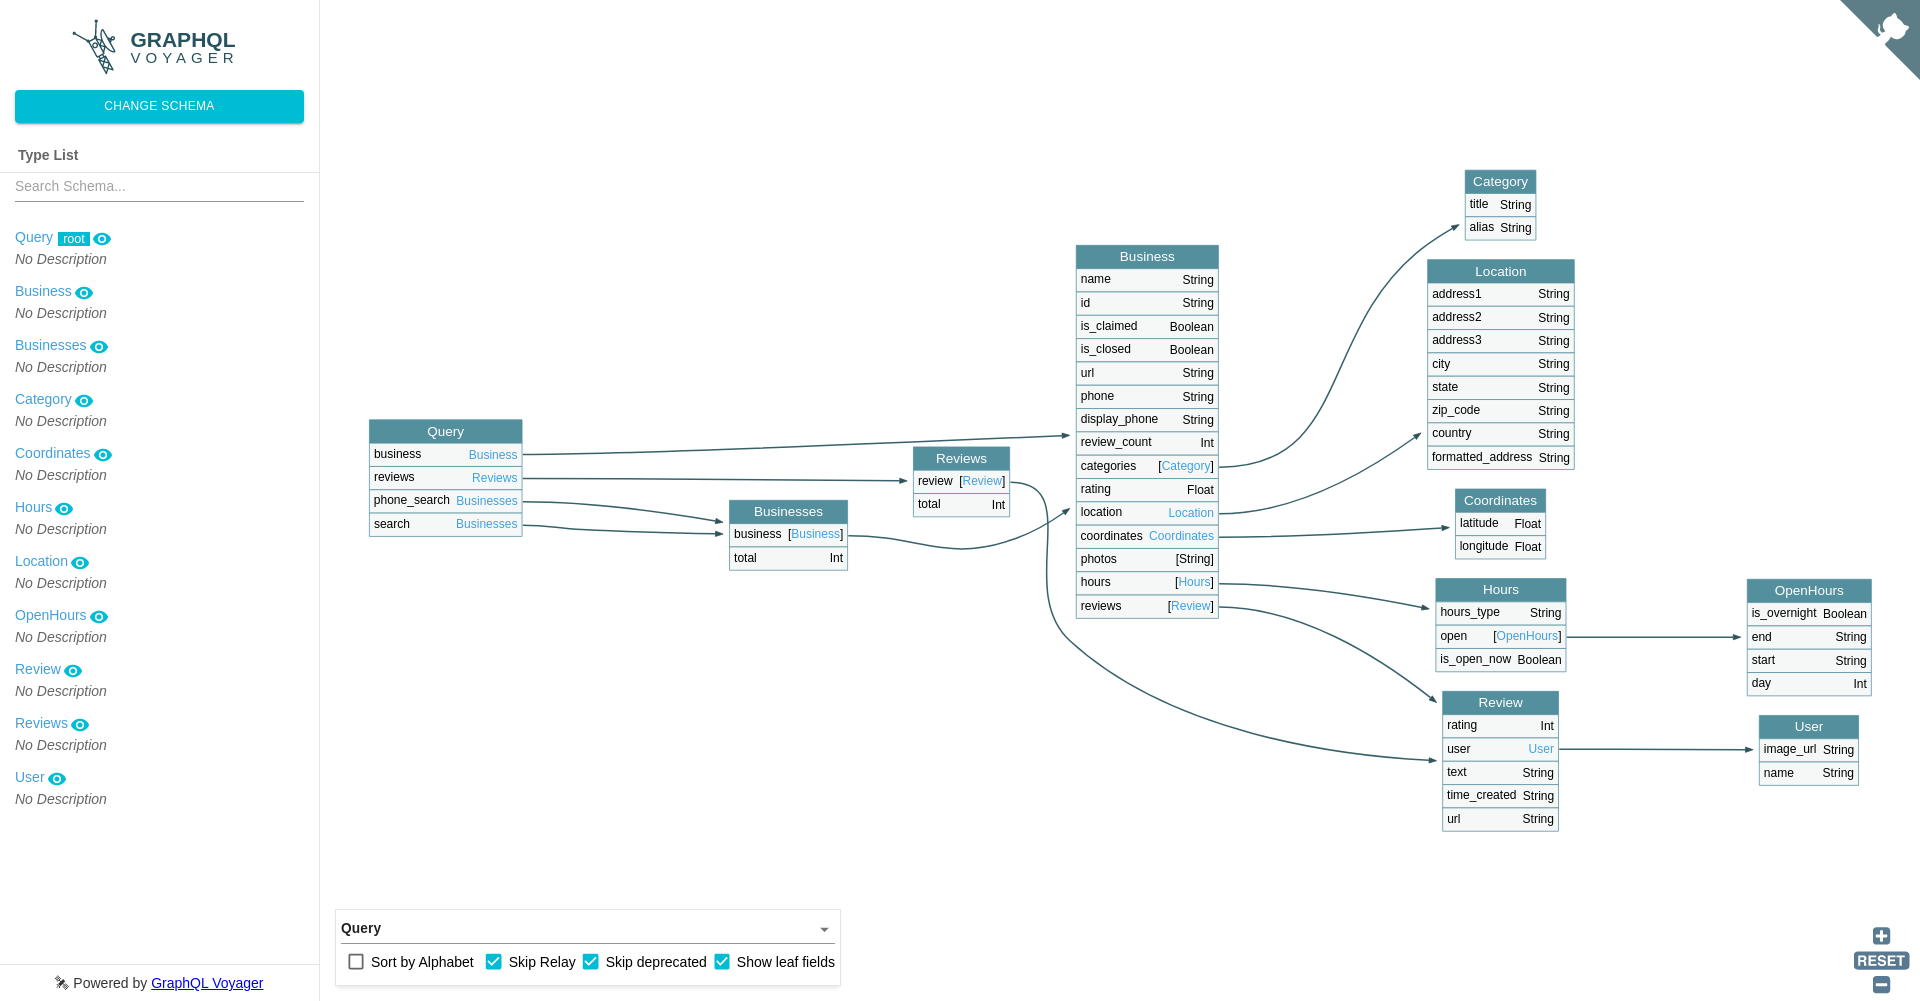 GRAPHQL
VOYAGER
CHANGE SCHEMA
Type List
Search Schema...
Query root
No Description
Business
No Description
Businesses
No Description
Category
No Description
Coordinates
No Description
Hours
No Description
Location
No Description
OpenHours
No Description
Review
No Description
Reviews
No Description
User
No Description
Powered by GraphQL Voyager
Query
business Business
reviews Reviews
phone_search Businesses
search Businesses
Businesses
business [Business]
total Int
Reviews
review [Review]
total Int
Business
name String
id String
is_claimed Boolean
is_closed Boolean
url String
phone String
display_phone String
review_count Int
categories [Category]
rating Float
location Location
coordinates Coordinates
photos [String]
hours [Hours]
reviews [Review]
Category
title String
alias String
Location
address1 String
address2 String
address3 String
city String
state String
zip_code String
country String
formatted_address String
Coordinates
latitude Float
longitude Float
Hours
hours_type String
open [OpenHours]
is_open_now Boolean
Review
rating Int
user User
text String
time_created String
url String
OpenHours
is_overnight Boolean
end String
start String
day Int
User
image_url String
name String
Query
Sort by Alphabet Skip Relay Skip deprecated Show leaf fields
RESET